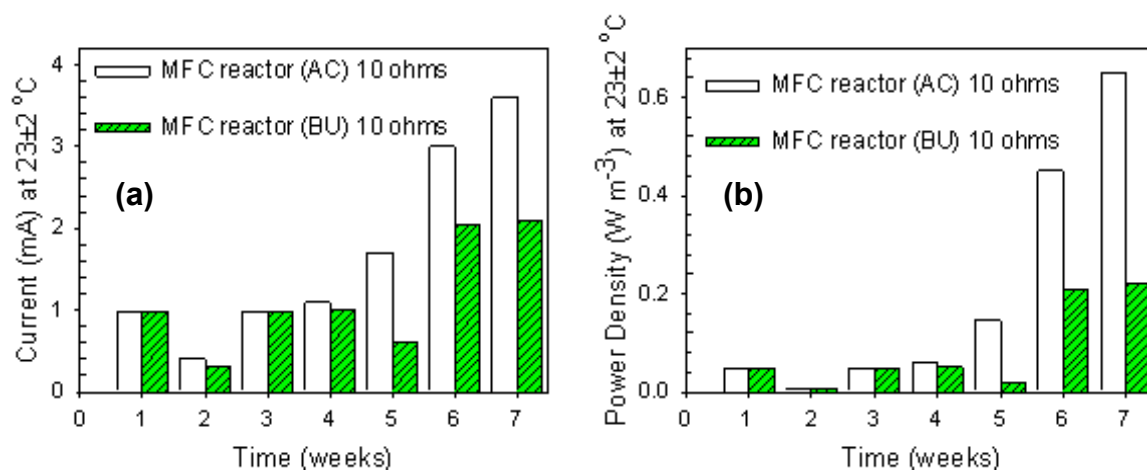 Current (mA) at 23±2 °C
4
3
2
1
0
MFC reactor (AC) 10 ohms
MFC reactor (BU) 10 ohms
(a)
0 1 2 3 4 5 6 7
Time (weeks)
Power Density (W m⁻³) at 23±2 °C
0.6
0.4
0.2
0.0
MFC reactor (AC) 10 ohms
MFC reactor (BU) 10 ohms
(b)
0 1 2 3 4 5 6 7
Time (weeks)